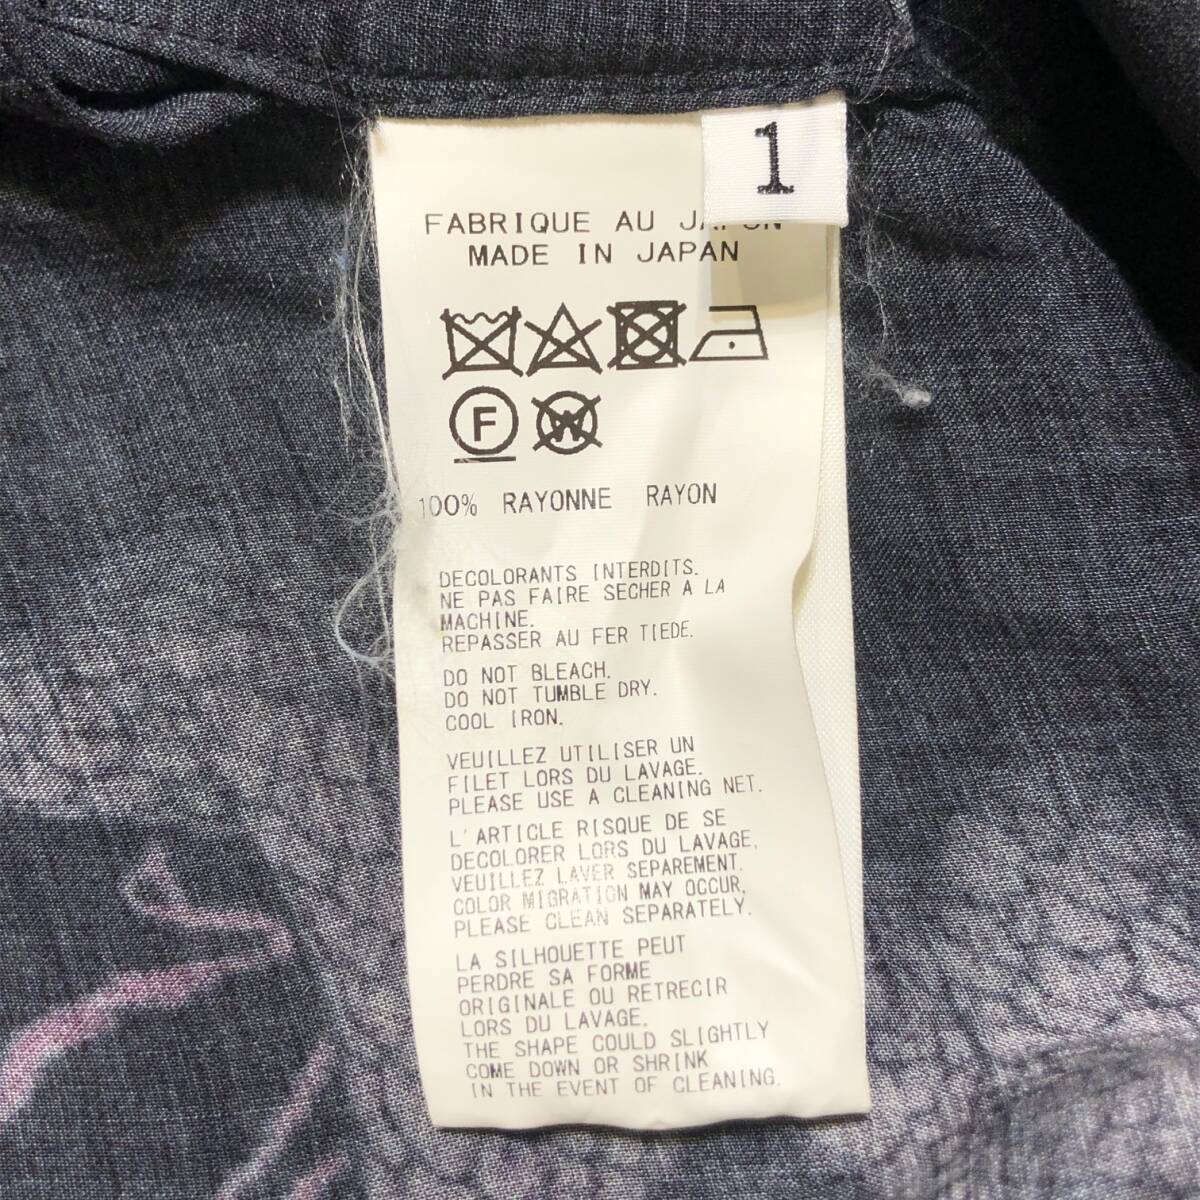 1
FABRIQUE AU JAPON
MADE IN JAPAN
F
W
100% RAYONNE RAYON
DECOLORANTS INTERDITS.
NE PAS FAIRE SECHER A LA
MACHINE.
REPASSER AU FER TIEDE.
DO NOT BLEACH.
DO NOT TUMBLE DRY.
COOL IRON.
VEUILLEZ UTILISER UN
FILET LORS DU LAVAGE.
PLEASE USE A CLEANING NET.
L'ARTICLE RISQUE DE SE
DECOLORER LORS DU LAVAGE,
VEUILLEZ LAVER SEPAREMENT.
COLOR MIGRATION MAY OCCUR,
PLEASE CLEAN SEPARATELY.
LA SILHOUETTE PEUT
PERDRE SA FORME
ORIGINALE OU RETRECIR
LORS DU LAVAGE.
THE SHAPE COULD SLIGHTLY
COME DOWN OR SHRINK
IN THE EVENT OF CLEANING.